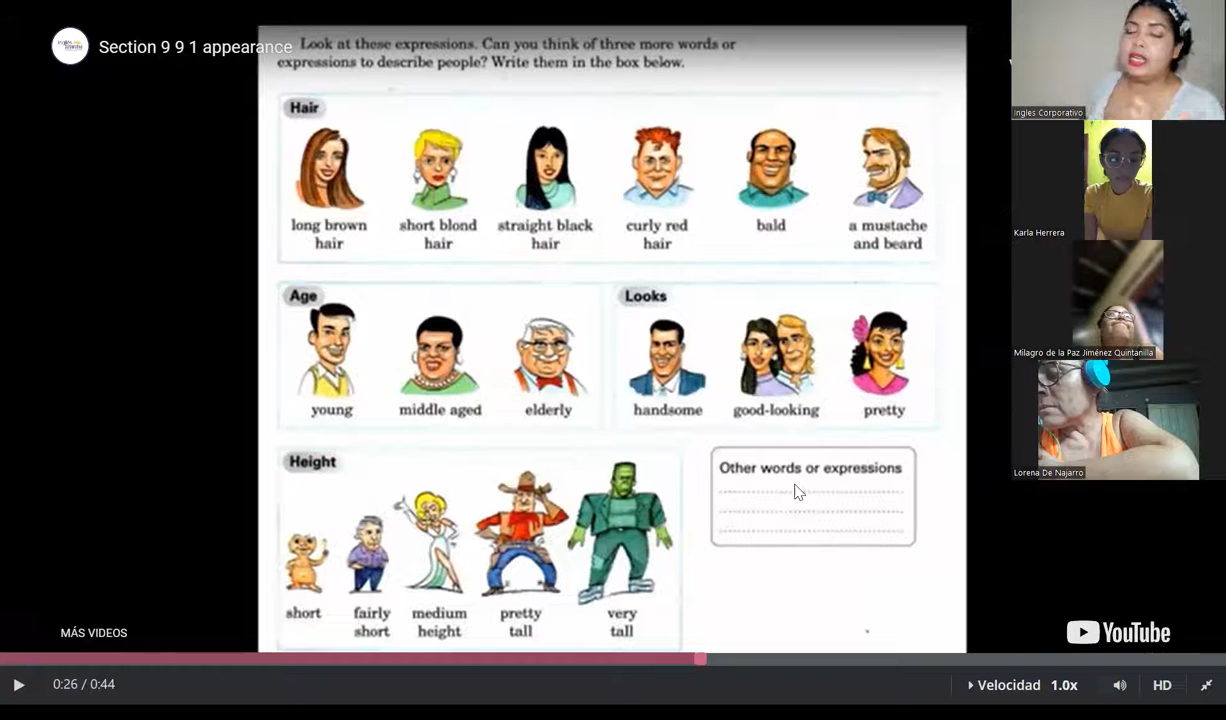 Section 9 9 1 appearance
Look at these expressions. Can you think of three more words or
expressions to describe people? Write them in the box below.
Hair
long brown hair
short blond hair
straight black hair
curly red hair
bald
a mustache and beard
Age
young
middle aged
elderly
Looks
handsome
good-looking
pretty
Height
short
fairly short
medium height
pretty tall
very tall
Other words or expressions
Ingles Corporativo
Karla Herrera
Milagro de la Paz Jiménez Quintanilla
Lorena De Najarro
MÁS VIDEOS
YouTube
0:26 / 0:44
Velocidad 1.0x
HD